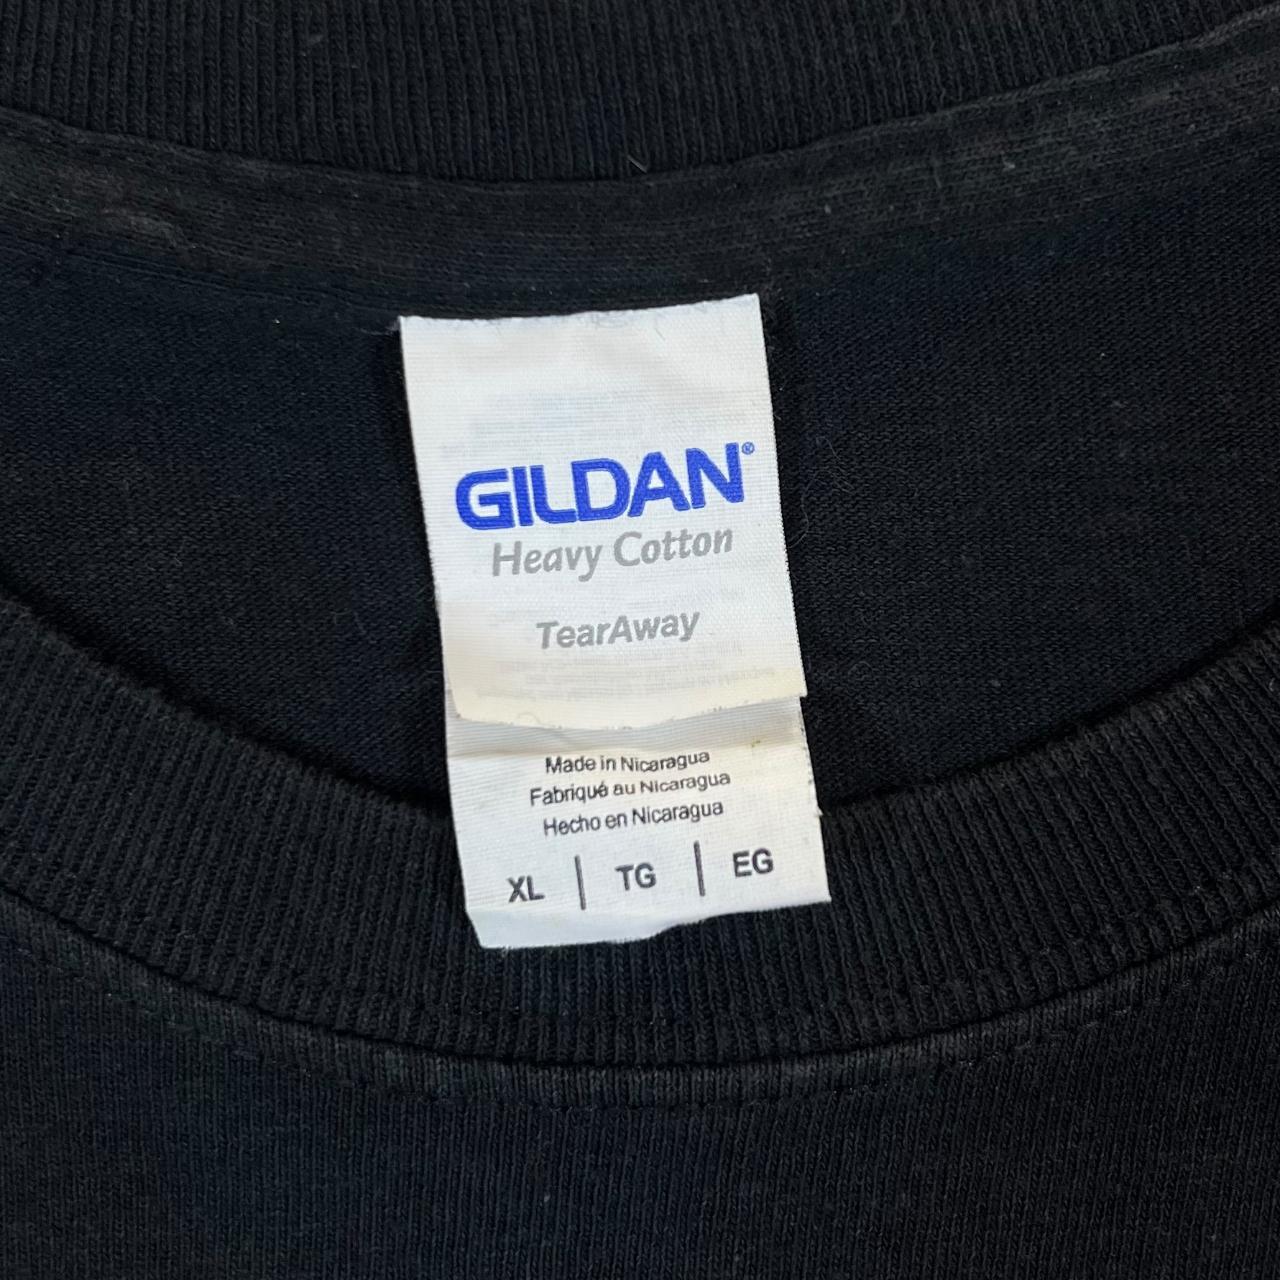 GILDAN®
Heavy Cotton
TearAway
Made in Nicaragua
Fabriqué au Nicaragua
Hecho en Nicaragua
XL | TG | EG